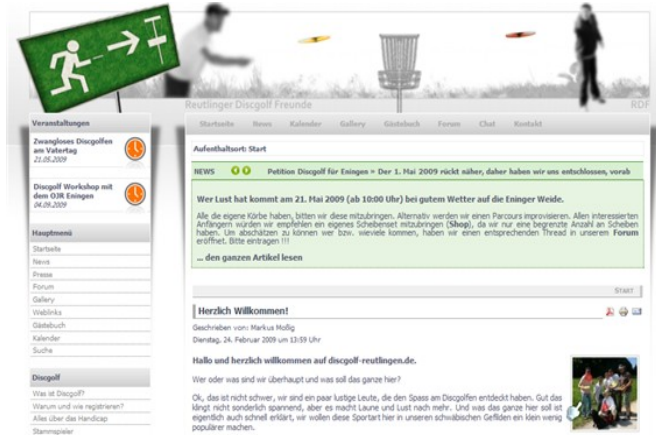 Reutlinger Discgolf Freunde
RDF
Startseite News Kalender Gallery Gästebuch Forum Chat Kontakt
Veranstaltungen
Zwangloses Discgolfen
am Vatertag
21.05.2009
Discgolf Workshop mit
dem OJR Eningen
04.09.2009
Hauptmenü
Startseite
News
Presse
Forum
Gallery
Weblinks
Gästebuch
Kalender
Suche
Discgolf
Was ist Discgolf?
Warum und wie registrieren?
Alles über das Handicap
Stammspieler
Aufenthaltsort: Start
NEWS Petition Discgolf für Eningen » Der 1. Mai 2009 rückt näher, daher haben wir uns entschlossen, vorab
Wer Lust hat kommt am 21. Mai 2009 (ab 10:00 Uhr) bei gutem Wetter auf die Eninger Weide.
Alle die eigene Körbe haben, bitten wir diese mitzubringen. Alternativ werden wir einen Parcours improvisieren. Allen interessierten
Anfängern würden wir empfehlen ein eigenes Scheibenset mitzubringen (Shop), da wir nur eine begrenzte Anzahl an Scheiben
haben. Um abschätzen zu können wer bzw. wieviele kommen, haben wir einen entsprechenden Thread in unserem Forum
eröffnet. Bitte eintragen !!!
... den ganzen Artikel lesen
START
Herzlich Willkommen!
Geschrieben von: Markus Moßig
Dienstag, 24. Februar 2009 um 13:59 Uhr
Hallo und herzlich willkommen auf discgolf-reutlingen.de.
Wer oder was sind wir überhaupt und was soll das ganze hier?
Ok, das ist nicht schwer, wir sind ein paar lustige Leute, die den Spass am Discgolfen entdeckt haben. Gut das
klingt nicht sonderlich spannend, aber es macht Laune und Lust nach mehr. Und was das ganze hier soll ist
eigentlich auch schnell erklärt, wir wollen diese Sportart hier in unseren schwäbischen Gefilden ein klein wenig
populärer machen.